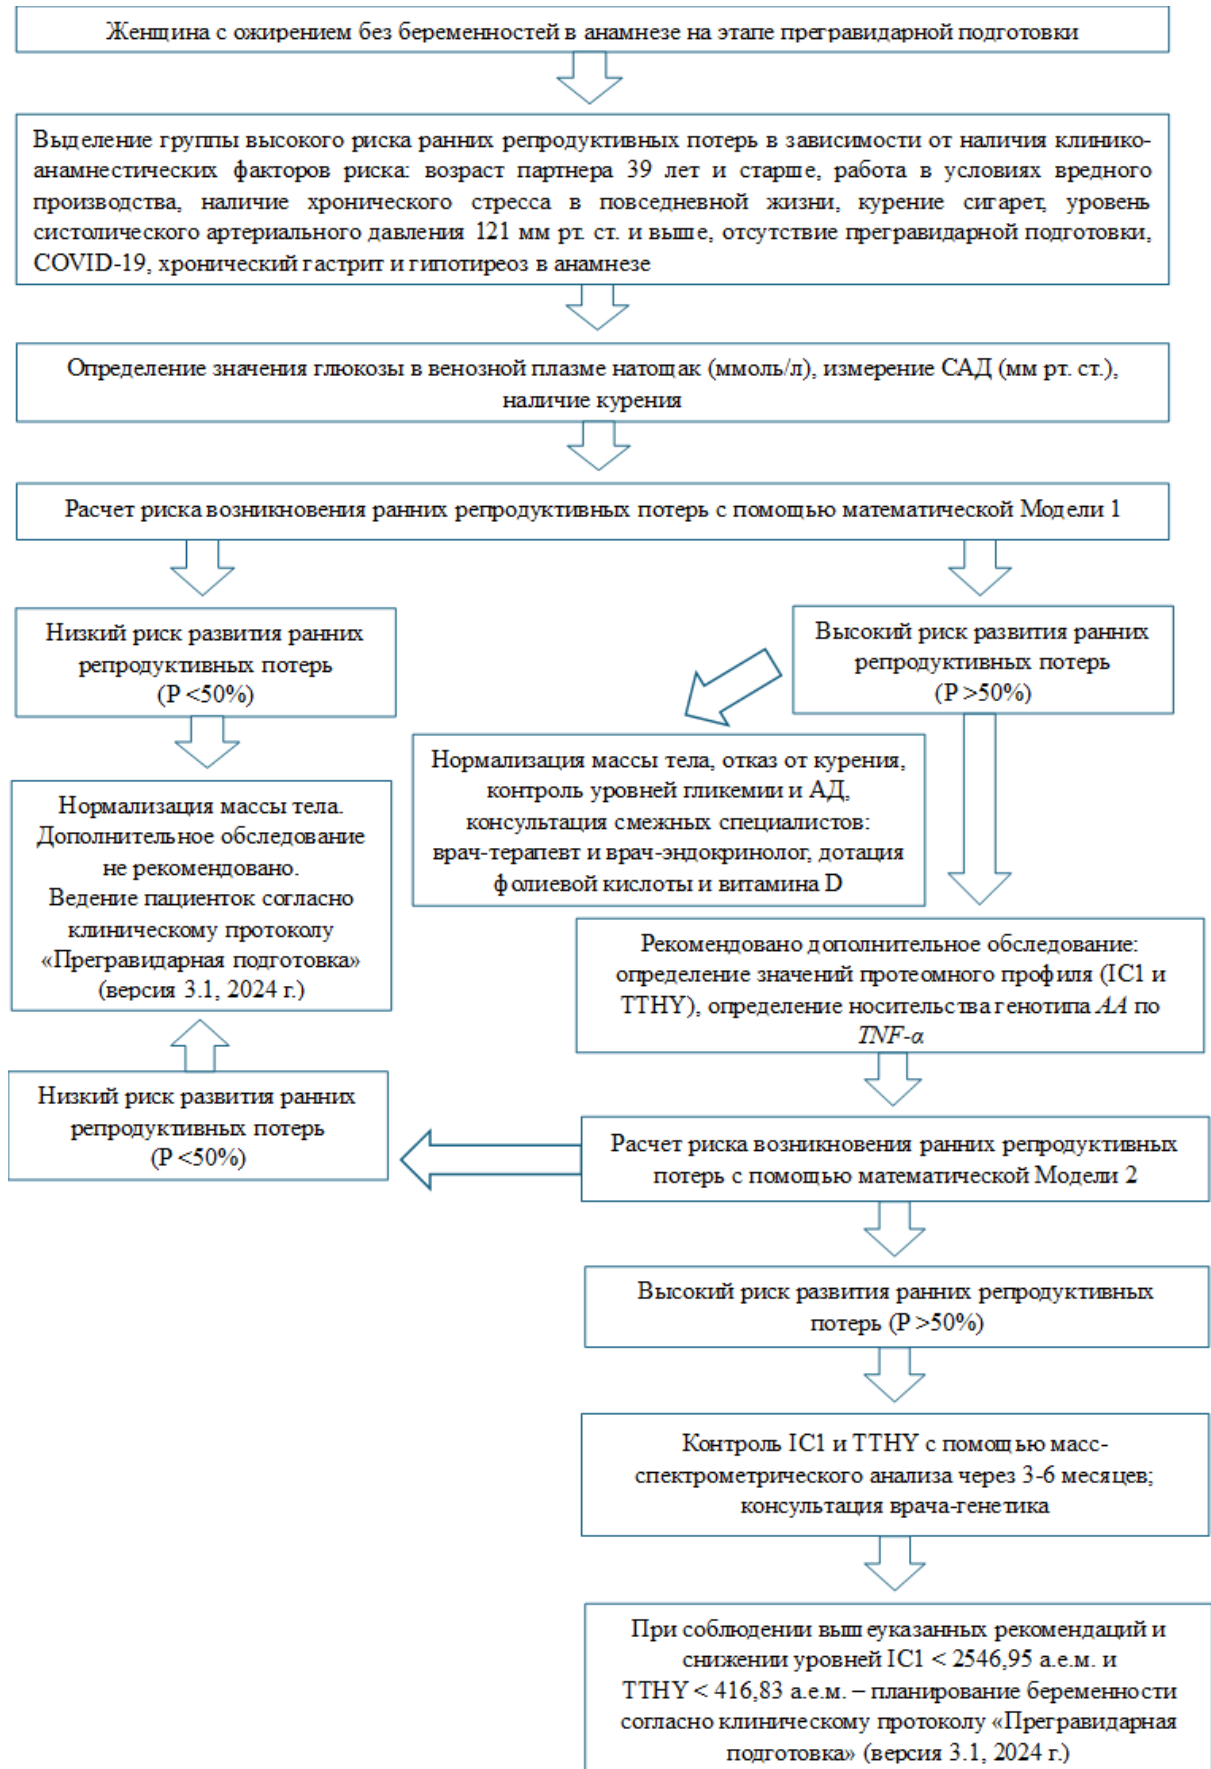 Женщина с ожирением без беременностей в анамнезе на этапе прегравидарной подготовки
Выделение группы высокого риска ранних репродуктивных потерь в зависимости от наличия клинико-
анамнестических факторов риска: возраст партнера 39 лет и старше, работа в условиях вредного
производства, наличие хронического стресса в повседневной жизни, курение сигарет, уровень
систолического артериального давления 121 мм рт. ст. и выше, отсутствие прегравидарной подготовки,
COVID-19, хронический гастрит и гипотиреоз в анамнезе
Определение значения глюкозы в венозной плазме натощак (ммоль/л), измерение САД (мм рт. ст.),
наличие курения
Расчет риска возникновения ранних репродуктивных потерь с помощью математической Модели 1
Низкий риск развития ранних
репродуктивных потерь
(P <50%)
Высокий риск развития ранних
репродуктивных потерь
(P >50%)
Нормализация массы тела, отказ от курения,
контроль уровней гликемии и АД,
консультация смежных специалистов:
врач-терапевт и врач-эндокринолог, дотация
фолиевой кислоты и витамина D
Нормализация массы тела.
Дополнительное обследование
не рекомендовано.
Ведение пациенток согласно
клиническому протоколу
«Прегравидарная подготовка»
(версия 3.1, 2024 г.)
Рекомендовано дополнительное обследование:
определение значений протеомного профиля (IC1 и
TTHY), определение носительства генотипа AA по
TNF-α
Низкий риск развития ранних
репродуктивных потерь
(P <50%)
Расчет риска возникновения ранних репродуктивных
потерь с помощью математической Модели 2
Высокий риск развития ранних репродуктивных
потерь (P >50%)
Контроль IC1 и TTHY с помощью масс-
спектрометрического анализа через 3-6 месяцев;
консультация врача-генетика
При соблюдении вышеуказанных рекомендаций и
снижении уровней IC1 < 2546,95 а.е.м. и
TTHY < 416,83 а.е.м. – планирование беременности
согласно клиническому протоколу «Прегравидарная
подготовка» (версия 3.1, 2024 г.)